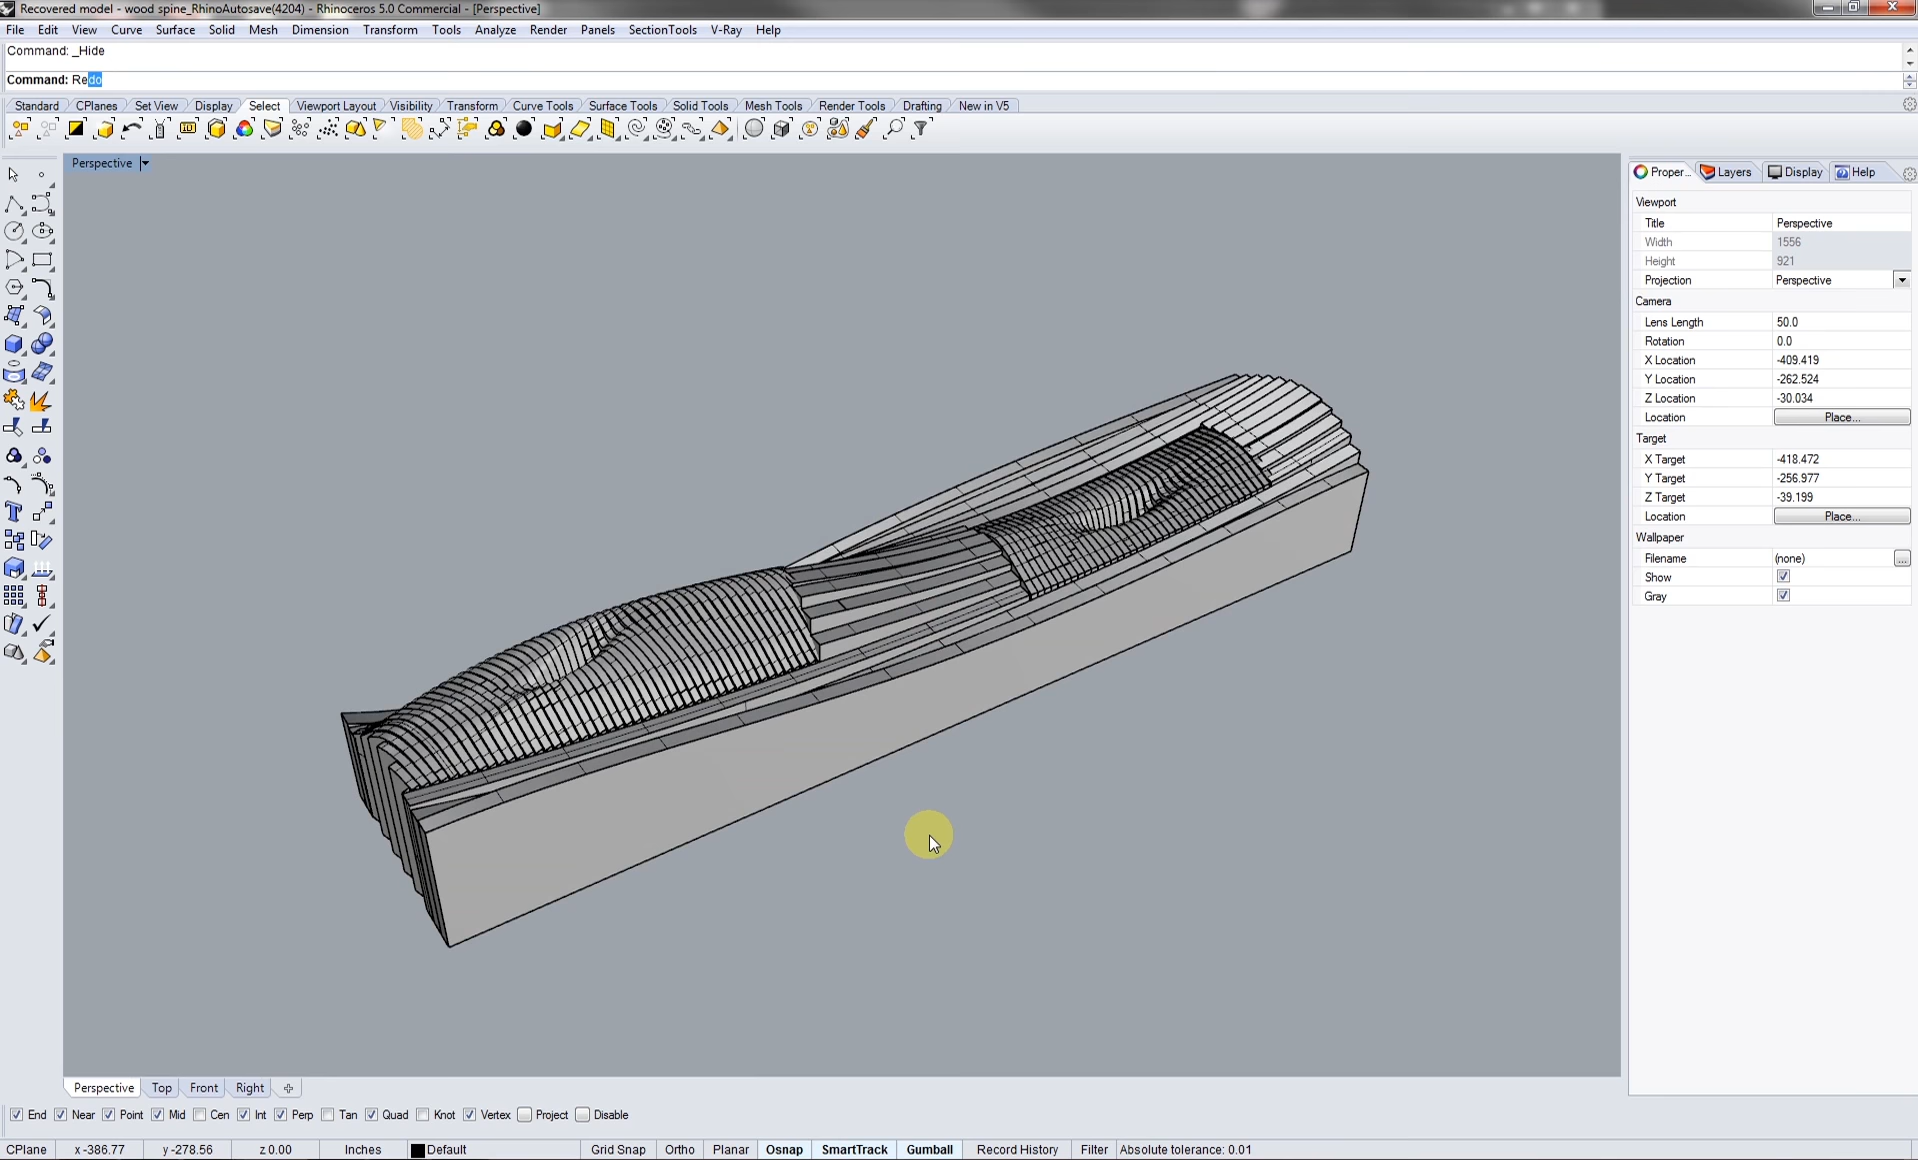 Recovered model - wood spine_RhinoAutosave(4204) - Rhinoceros 5.0 Commercial - [Perspective]
File Edit View Curve Surface Solid Mesh Dimension Transform Tools Analyze Render Panels SectionTools V-Ray Help
Command: _Hide
Command: Redo
Standard CPlanes Set View Display Select Viewport Layout Visibility Transform Curve Tools Surface Tools Solid Tools Mesh Tools Render Tools Drafting New in V5
Perspective
Proper... Layers Display Help
Viewport
Title Perspective
Width 1556
Height 921
Projection Perspective
Camera
Lens Length 50.0
Rotation 0.0
X Location -409.419
Y Location -262.524
Z Location -30.034
Location Place...
Target
X Target -418.472
Y Target -256.977
Z Target -39.199
Location Place...
Wallpaper
Filename (none) ...
Show
Gray
Perspective Top Front Right
End Near Point Mid Cen Int Perp Tan Quad Knot Vertex Project Disable
CPlane x -386.77 y -278.56 z 0.00 Inches Default Grid Snap Ortho Planar Osnap SmartTrack Gumball Record History Filter Absolute tolerance: 0.01